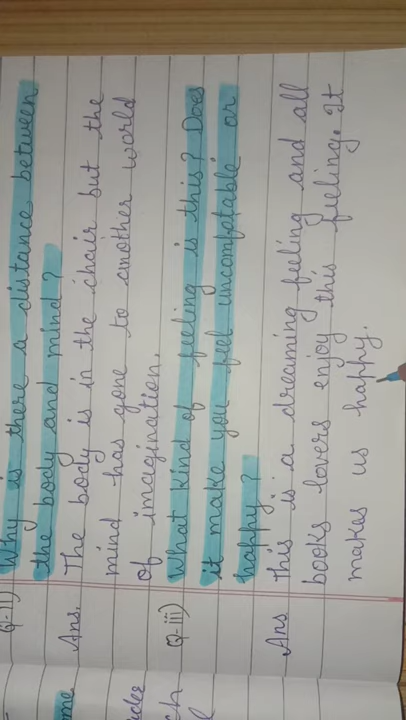 Q-ii) Why is there a distance between
the body and mind?
Ans. The body is in the chair but the
mind has gone to another world
of imagination.
Q-iii) What kind of feeling is this? Does
it make you feel uncomfotable or
happy?
Ans This is a dreaming feeling and all
books lovers enjoy this feeling. It
makes us happy.